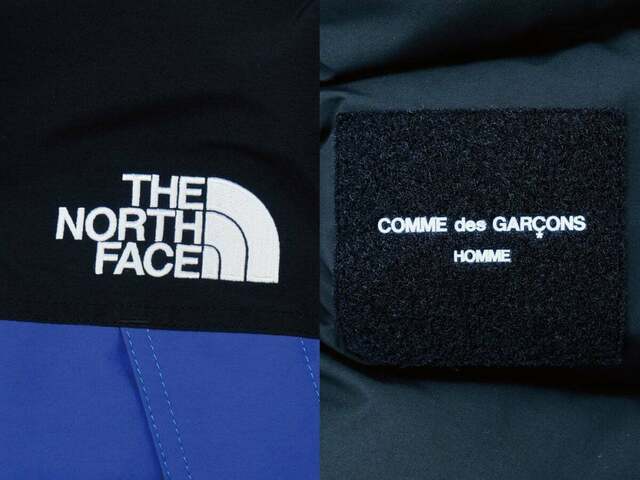 THE
NORTH
FACE
COMME des GARÇONS
HOMME